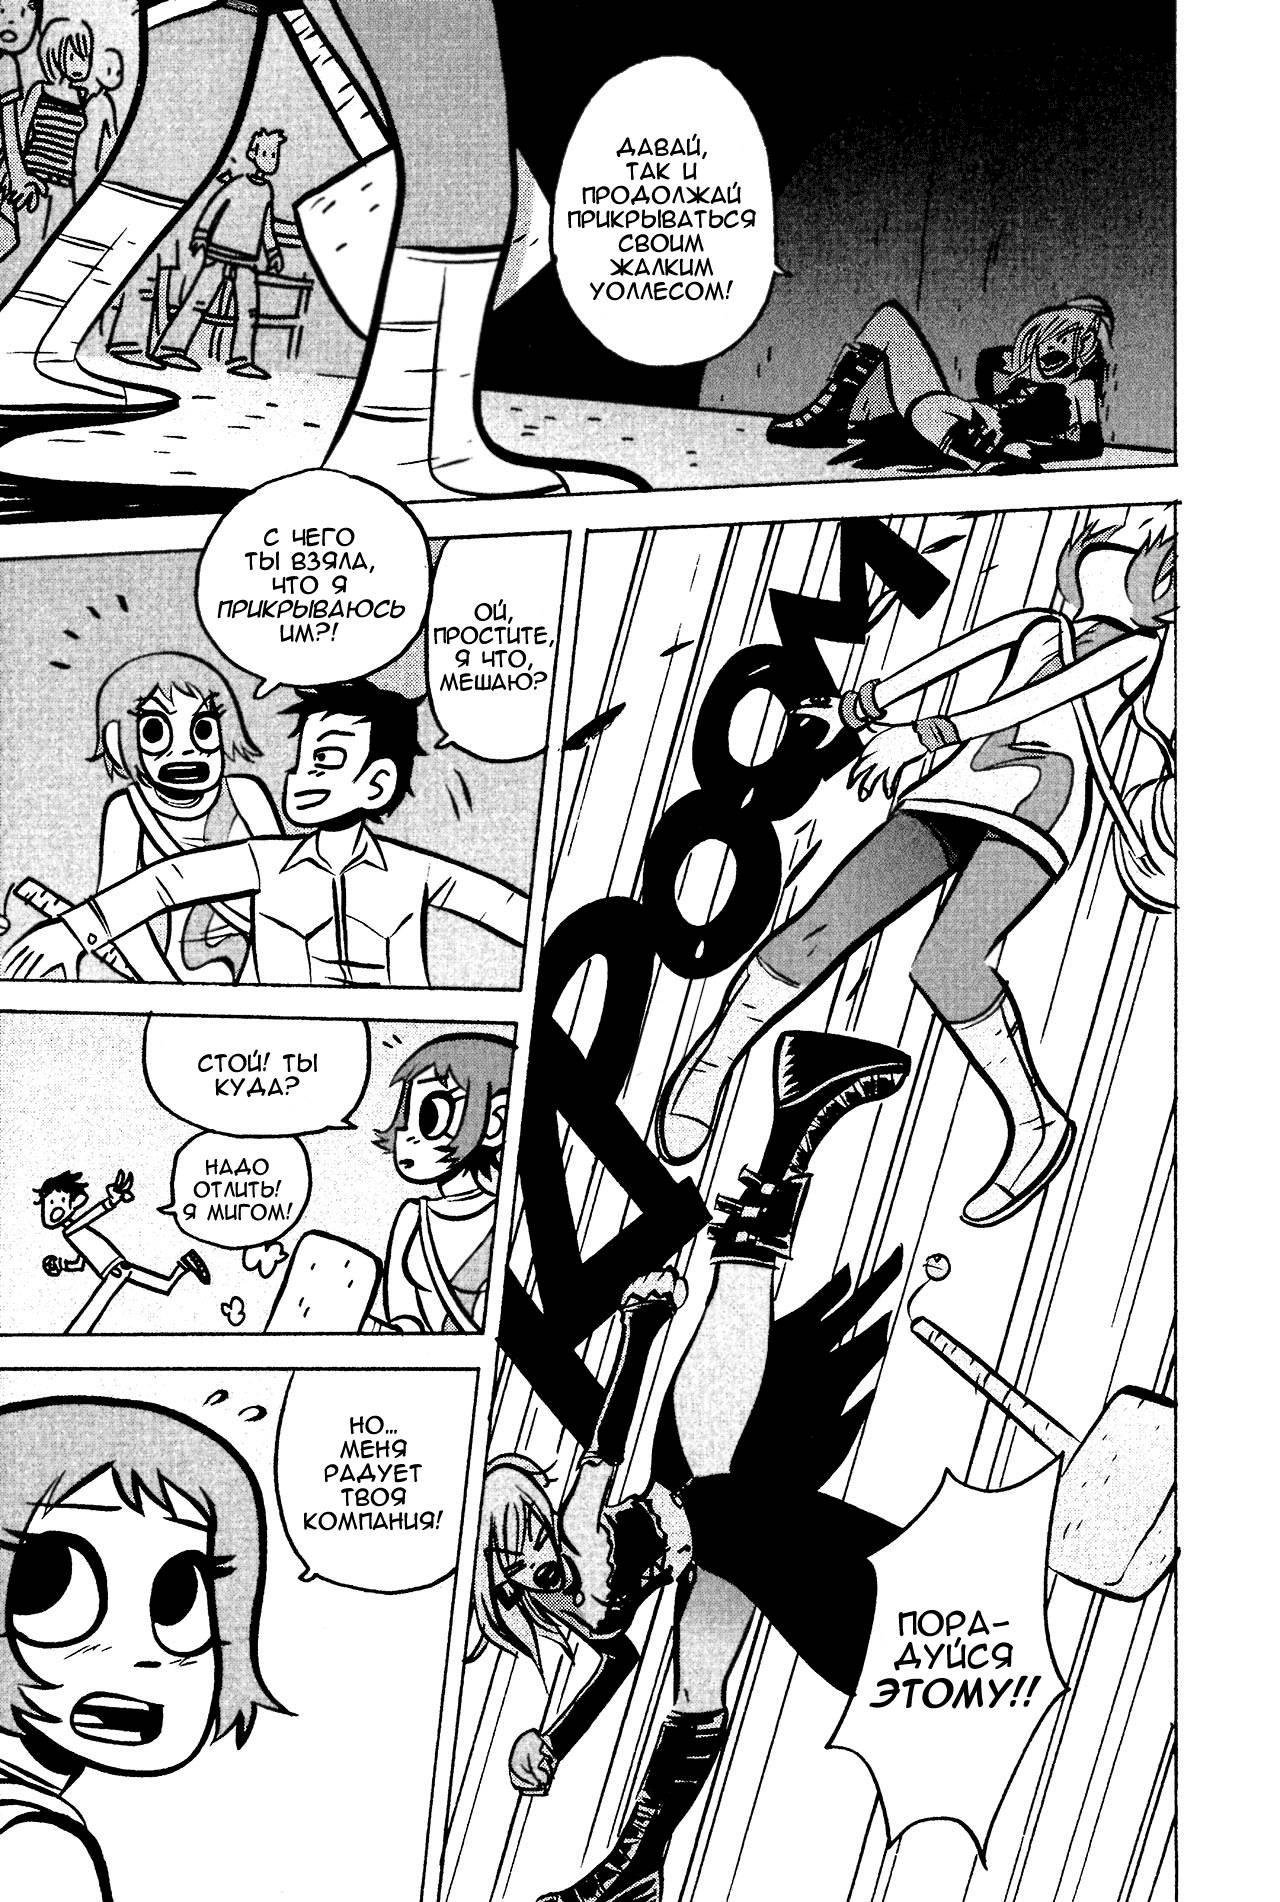 ДАВАЙ,
ТАК И
ПРОДОЛЖАЙ
ПРИКРЫВАТЬСЯ
СВОИМ
ЖАЛКИМ
УОЛЛЕСОМ!
С ЧЕГО
ТЫ ВЗЯЛА,
ЧТО Я
ПРИКРЫВАЮСЬ
ИМ?!
ОЙ,
ПРОСТИТЕ,
Я ЧТО,
МЕШАЮ?
СТОЙ! ТЫ
КУДА?
НАДО
ОТЛИТЬ!
Я МИГОМ!
НО...
МЕНЯ
РАДУЕТ
ТВОЯ
КОМПАНИЯ!
ПОРА-
ДУЙСЯ
ЭТОМУ!!